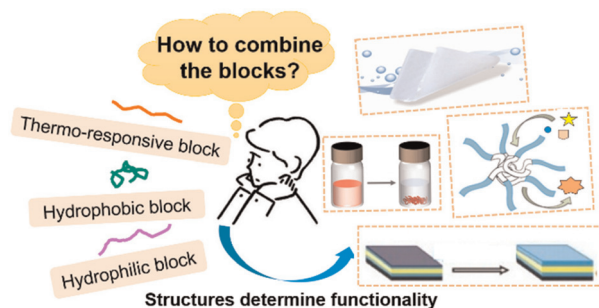 How to combine
the blocks?
Thermo-responsive block
Hydrophobic block
Hydrophilic block
Structures determine functionality